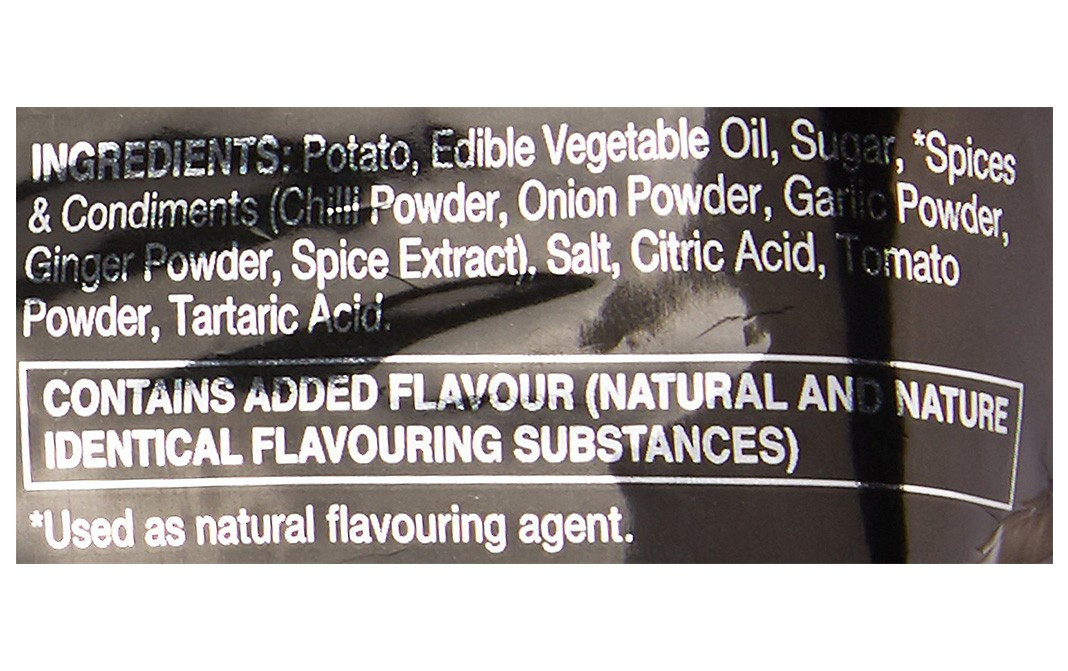 INGREDIENTS: Potato, Edible Vegetable Oil, Sugar, *Spices
& Condiments (Chilli Powder, Onion Powder, Garlic Powder,
Ginger Powder, Spice Extract), Salt, Citric Acid, Tomato
Powder, Tartaric Acid.
CONTAINS ADDED FLAVOUR (NATURAL AND NATURE
IDENTICAL FLAVOURING SUBSTANCES)
*Used as natural flavouring agent.